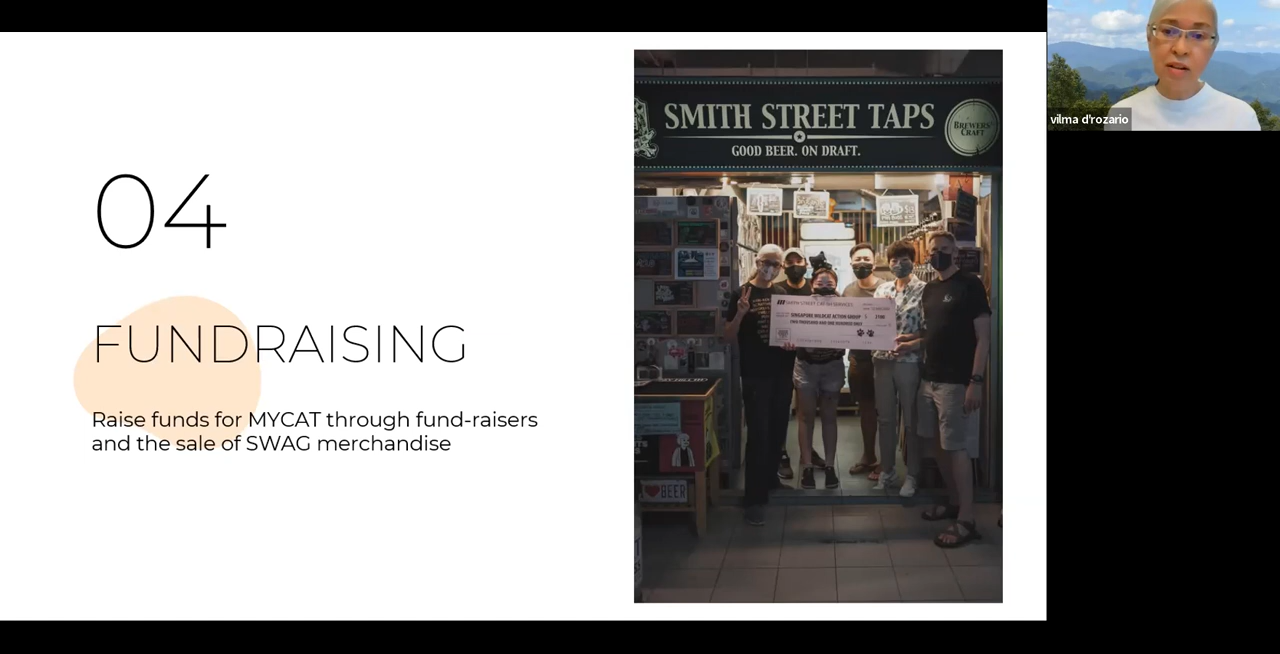 04
FUNDRAISING
Raise funds for MYCAT through fund-raisers
and the sale of SWAG merchandise
SMITH STREET TAPS
GOOD BEER. ON DRAFT.
BREWERS'
CRAFT
SINGAPORE WILDCAT ACTION GROUP
BEER
vilma d'rozario